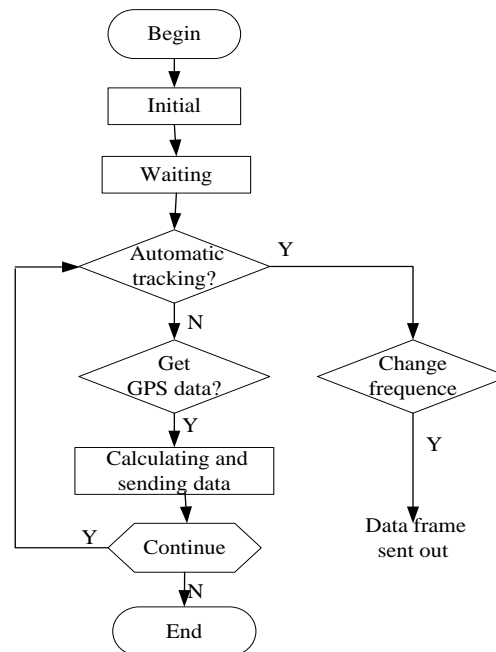 Begin
Initial
Waiting
Automatic
tracking?
Y
N
Get
GPS data?
Change
frequence
Y
Y
Calculating and
sending data
Data frame
sent out
Y
Continue
N
End